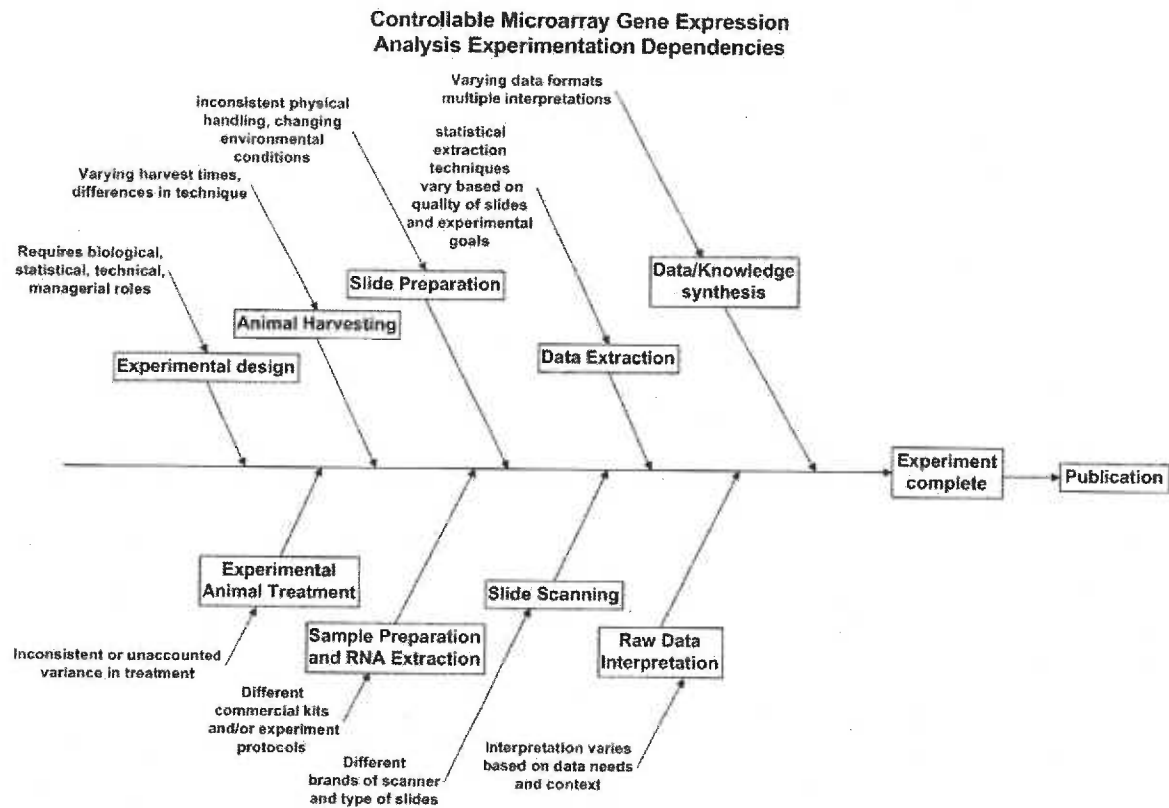 Controllable Microarray Gene Expression
Analysis Experimentation Dependencies
Varying data formats
multiple interpretations
inconsistent physical
handling, changing
environmental
conditions
statistical
extraction
techniques
vary based on
quality of slides
and experimental
goals
Varying harvest times,
differences in technique
Requires biological,
statistical, technical,
managerial roles
Slide Preparation
Data/Knowledge
synthesis
Animal Harvesting
Experimental design
Data Extraction
Experiment
complete
Publication
Experimental
Animal Treatment
Slide Scanning
Sample Preparation
and RNA Extraction
Raw Data
Interpretation
Inconsistent or unaccounted
variance in treatment
Different
commercial kits
and/or experiment
protocols
Different
brands of scanner
and type of slides
Interpretation varies
based on data needs
and context